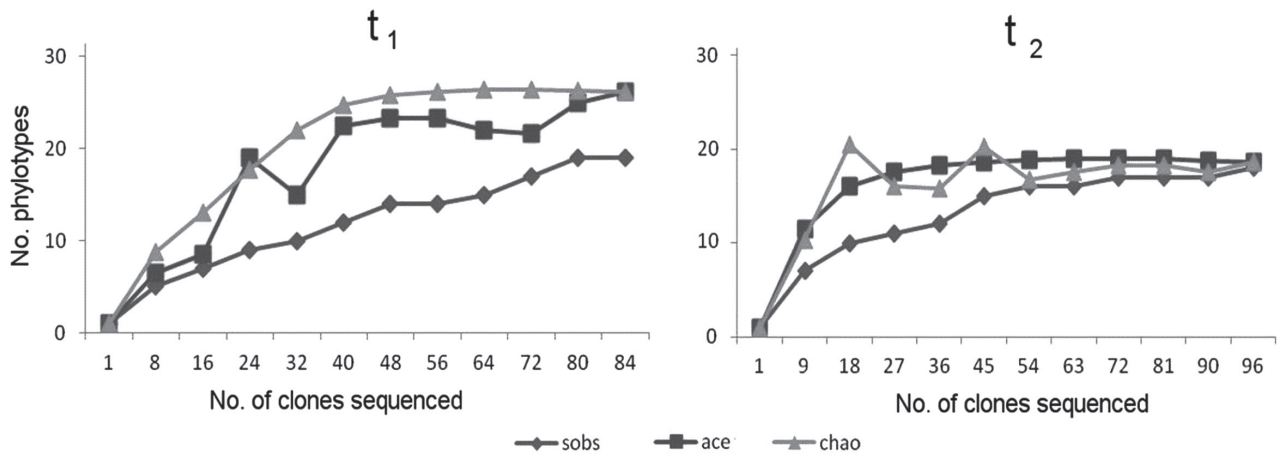 t 1
t 2
30
20
10
0
No. phylotypes
1 8 16 24 32 40 48 56 64 72 80 84
No. of clones sequenced
30
20
10
0
1 9 18 27 36 45 54 63 72 81 90 96
No. of clones sequenced
sobs ace chao